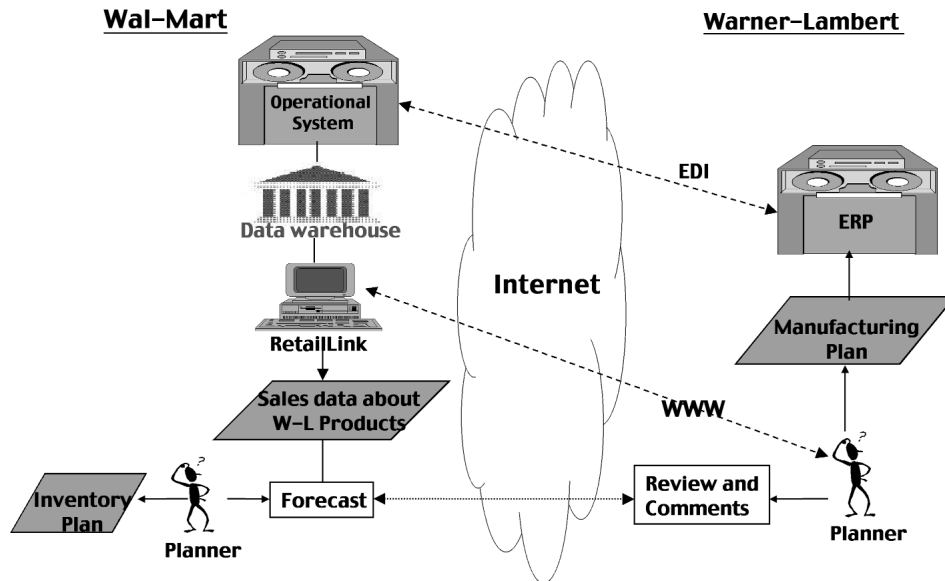 Wal-Mart
Warner-Lambert
Operational
System
EDI
ERP
Data warehouse
Internet
RetailLink
Manufacturing
Plan
Sales data about
W-L Products
WWW
?
?
Inventory
Plan
Forecast
Review and
Comments
Planner
Planner